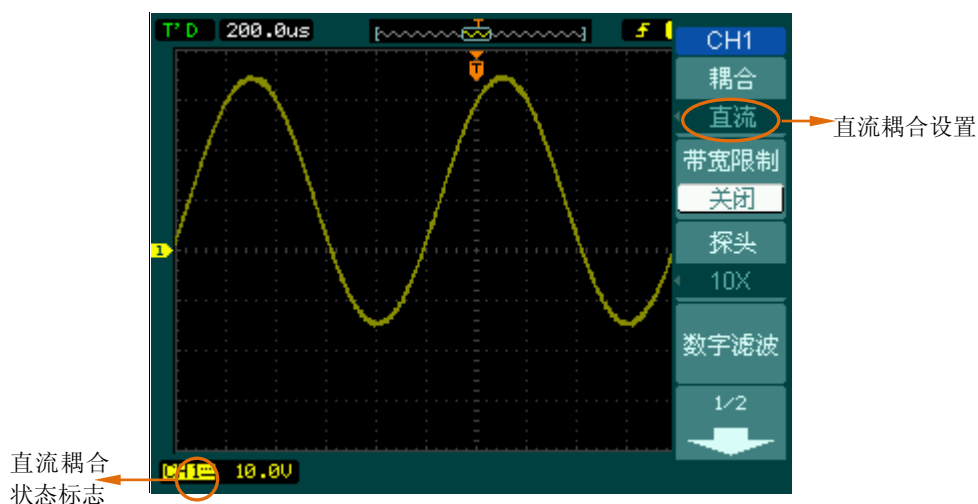 T'D 200.0us
T
T
CH1
耦合
直流
直流耦合设置
带宽限制
关闭
探头
10X
数字滤波
1/2
1
CH1 10.0V
直流耦合
状态标志